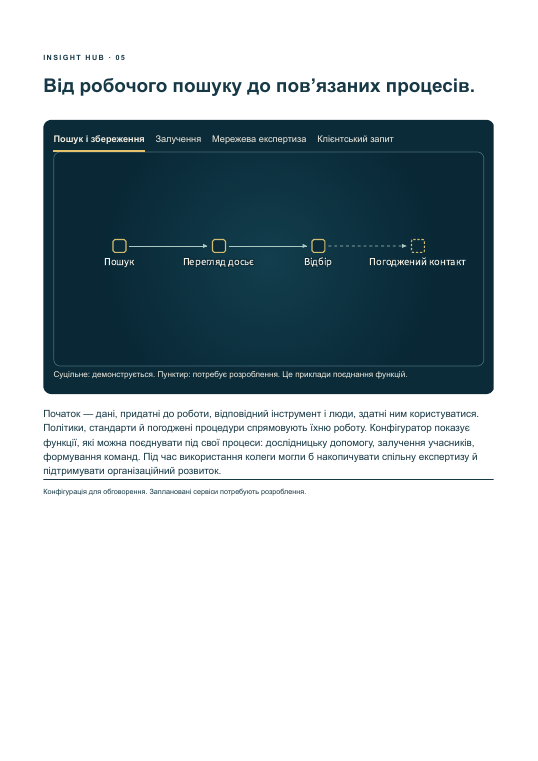 INSIGHT HUB · 05
Від робочого пошуку до пов’язаних процесів.
Пошук і збереження Залучення Мережева експертиза Клієнтський запит
Пошук Перегляд досьє Відбір Погоджений контакт
Суцільне: демонструється. Пунктир: потребує розроблення. Це приклади поєднання функцій.
Початок — дані, придатні до роботи, відповідний інструмент і люди, здатні ним користуватися.
Політики, стандарти й погоджені процедури спрямовують їхню роботу. Конфігуратор показує
функції, які можна поєднувати під свої процеси: дослідницьку допомогу, залучення учасників,
формування команд. Під час використання колеги могли б накопичувати спільну експертизу й
підтримувати організаційний розвиток.
Конфігурація для обговорення. Заплановані сервіси потребують розроблення.